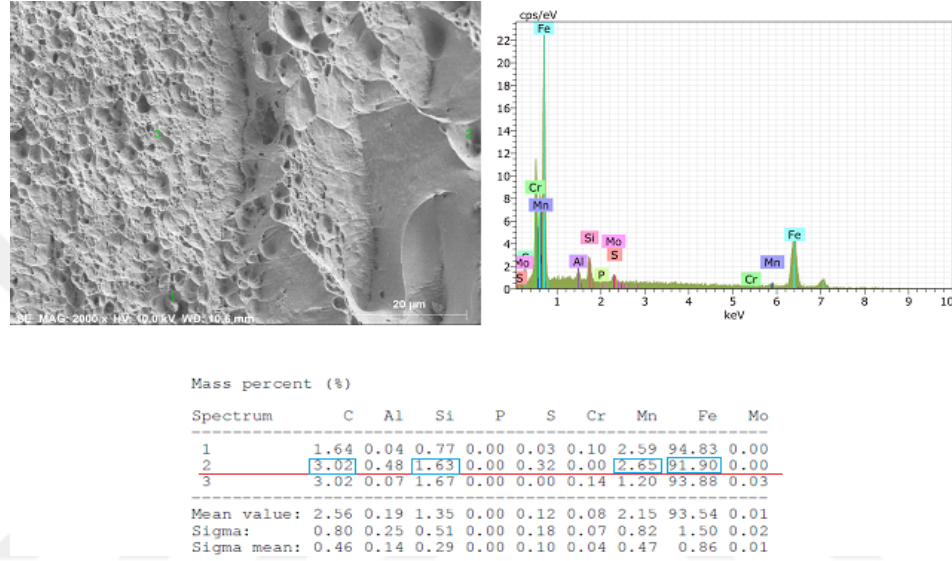 3
2
1
SE MAG: 2000 x HV: 10.0 kV WD: 10.6 mm
20 µm
cps/eV
Fe
22
20
18
16
14
12
10
8
6
4
2
0
Cr
Mn
C
Mo
S
Al
Si
P
Mo
S
Cr
Mn
Fe
1 2 3 4 5 6 7 8 9 10
keV
Mass percent (%)
Spectrum C Al Si P S Cr Mn Fe Mo
1 1.64 0.04 0.77 0.00 0.03 0.10 2.59 94.83 0.00
2 3.02 0.48 1.63 0.00 0.32 0.00 2.65 91.90 0.00
3 3.02 0.07 1.67 0.00 0.00 0.14 1.20 93.88 0.03
Mean value: 2.56 0.19 1.35 0.00 0.12 0.08 2.15 93.54 0.01
Sigma: 0.80 0.25 0.51 0.00 0.18 0.07 0.82 1.50 0.02
Sigma mean: 0.46 0.14 0.29 0.00 0.10 0.04 0.47 0.86 0.01